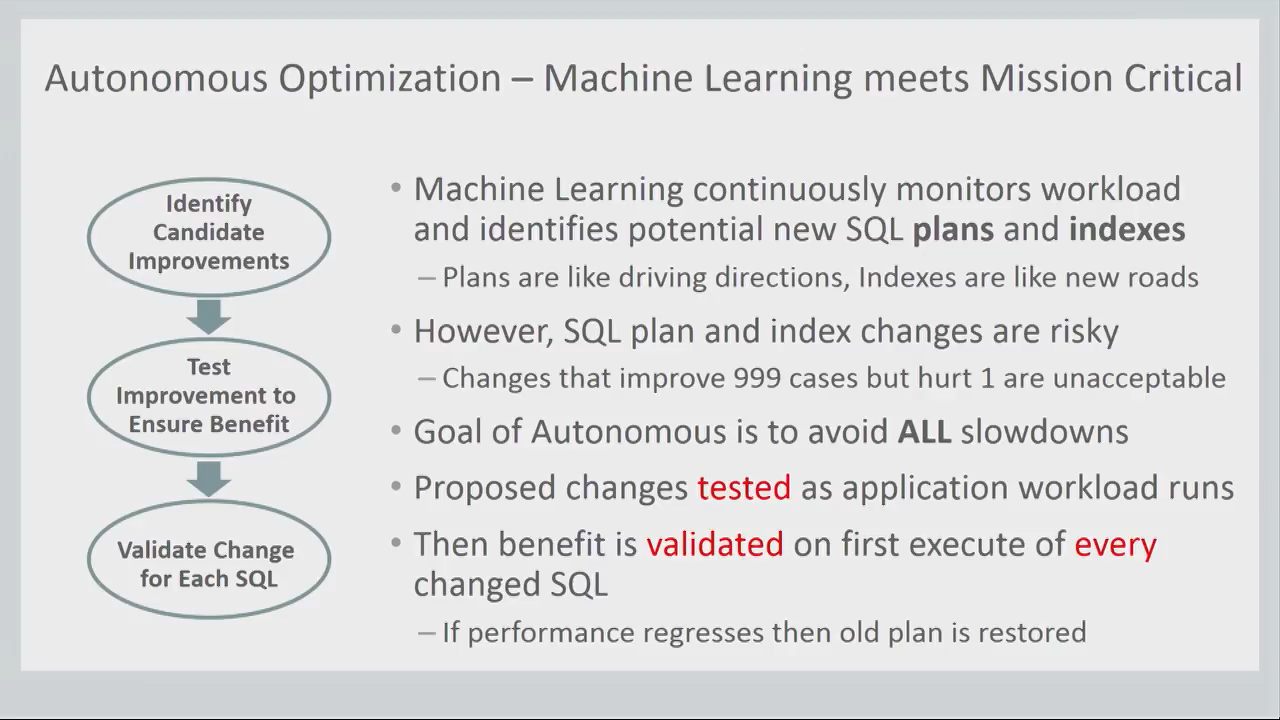 Autonomous Optimization – Machine Learning meets Mission Critical
Identify
Candidate
Improvements
Test
Improvement to
Ensure Benefit
Validate Change
for Each SQL
• Machine Learning continuously monitors workload
and identifies potential new SQL plans and indexes
– Plans are like driving directions, Indexes are like new roads
• However, SQL plan and index changes are risky
– Changes that improve 999 cases but hurt 1 are unacceptable
• Goal of Autonomous is to avoid ALL slowdowns
• Proposed changes tested as application workload runs
• Then benefit is validated on first execute of every
changed SQL
– If performance regresses then old plan is restored